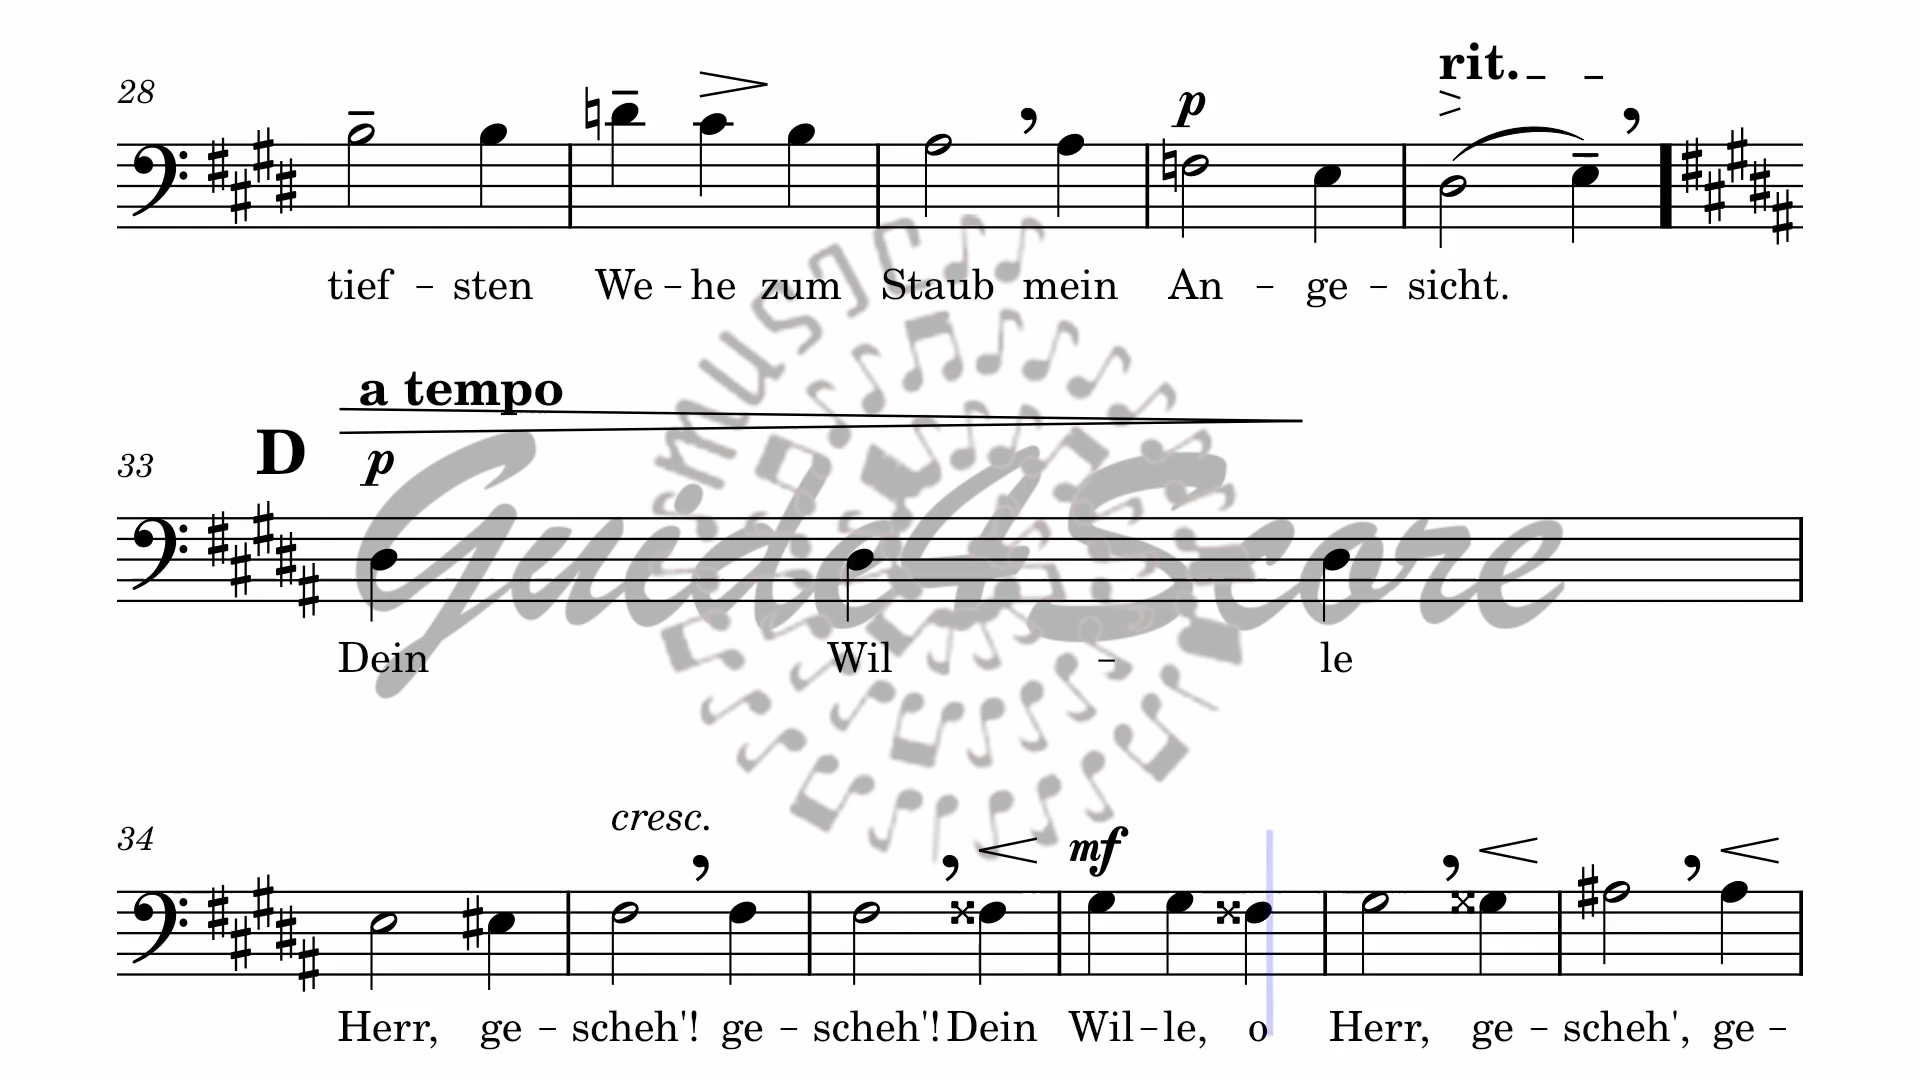 rit.
28
p
tief - sten We - he zum Staub mein An - ge - sicht.
music
a tempo
D
33
p
Guide4Score
Dein Wil - le
cresc.
34
mf
Herr, ge - scheh'! ge - scheh'! Dein Wil - le, o Herr, ge - scheh', ge -